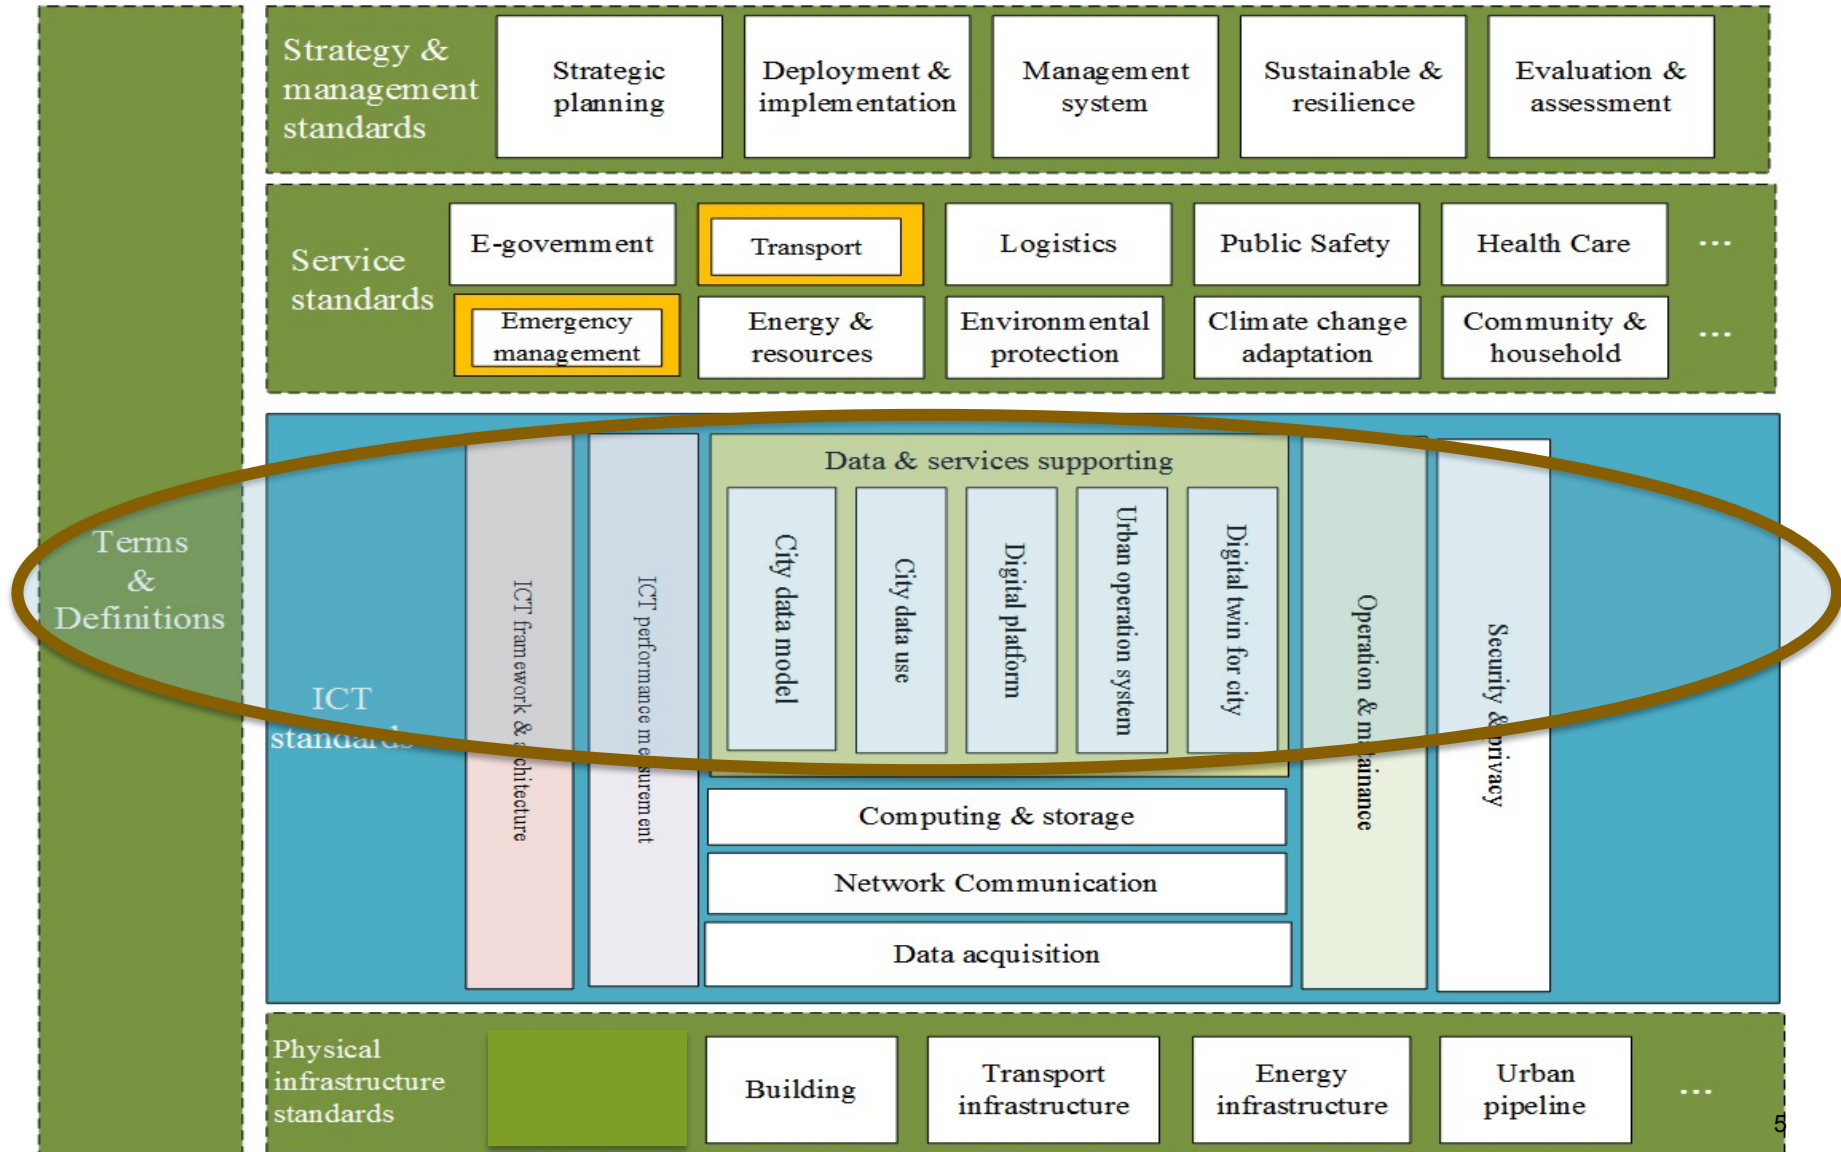 Terms
&
Definitions
Strategy &
management
standards
Strategic
planning
Deployment &
implementation
Management
system
Sustainable &
resilience
Evaluation &
assessment
Service
standards
E-government
Transport
Logistics
Public Safety
Health Care
...
Emergency
management
Energy &
resources
Environmental
protection
Climate change
adaptation
Community &
household
...
ICT
standards
ICT framework & architecture
ICT performance measurement
Data & services supporting
City data model
City data use
Digital platform
Urban operation system
Digital twin for city
Computing & storage
Network Communication
Data acquisition
Operation & maintainance
Security & privacy
Physical
infrastructure
standards
Building
Transport
infrastructure
Energy
infrastructure
Urban
pipeline
...
5